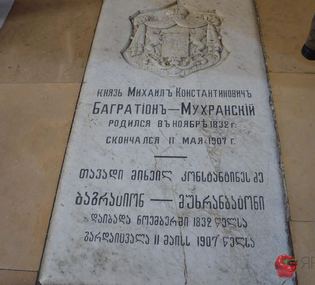 Князь Михаилъ Константиновичъ
Багратіонъ—Мухранскій
родился въ ноябрѣ 1832 г.
скончался 11 мая 1907 г.
თავადი მიხეილ კონსტანტინეს ძე
ბაგრატიონ — მუხრანბატონი
დაიბადა ნოემბერში 1832 წელსა
გარდაიცვალა 11 მაისს 1907 წელსა